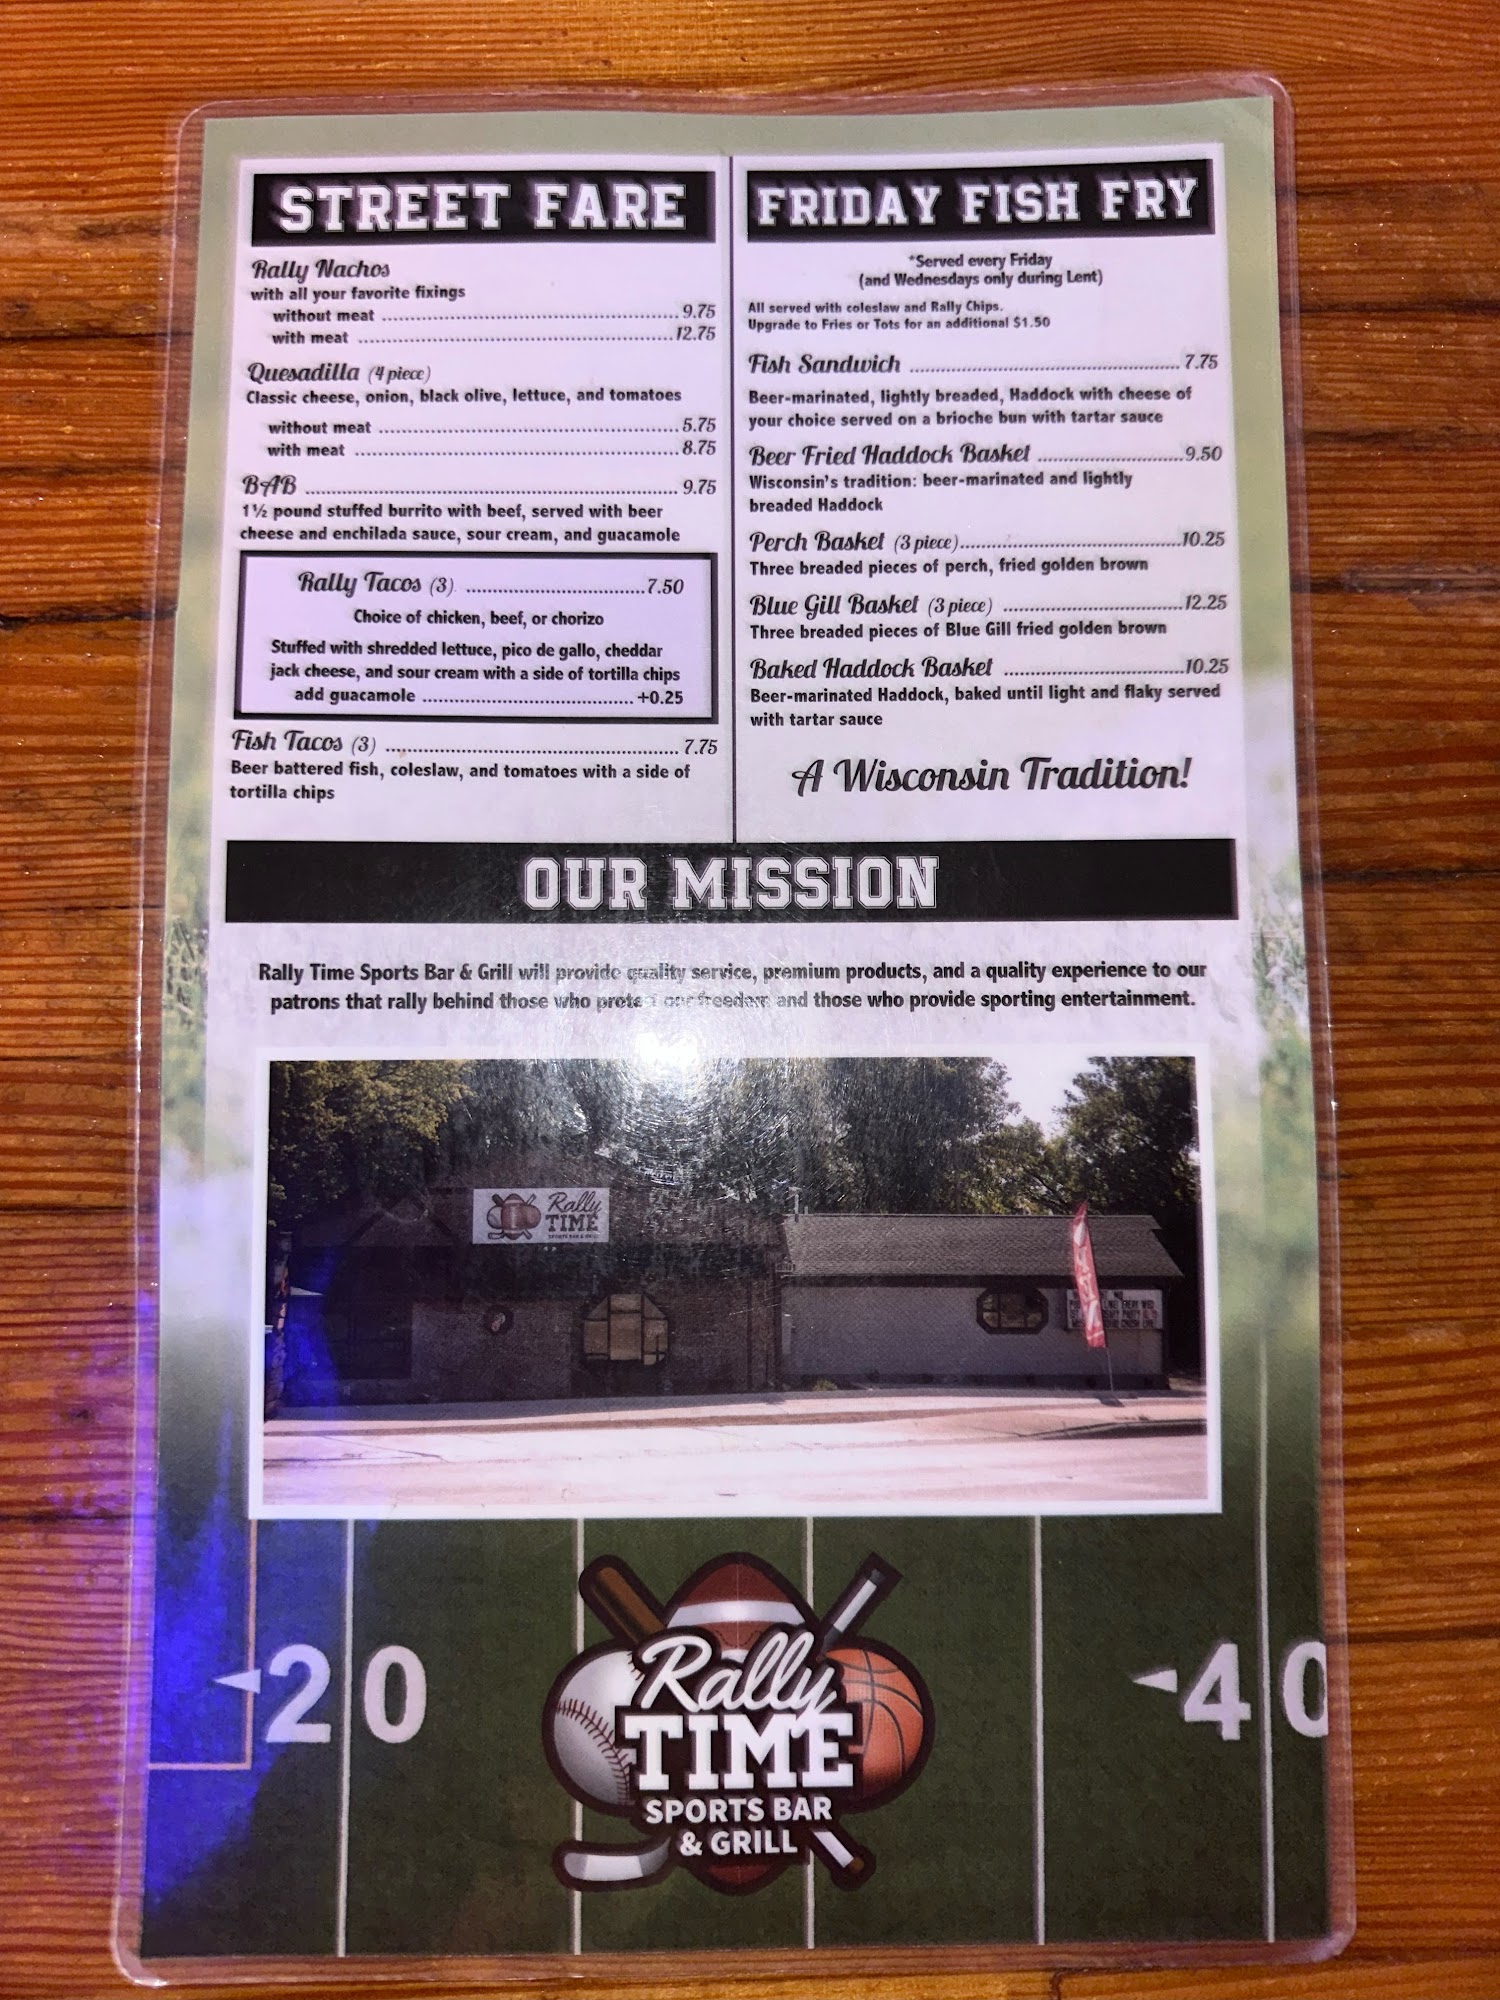 STREET FARE
Rally Nachos
with all your favorite fixings
without meat ........ 9.75
with meat ........ 12.75
Quesadilla (4 piece)
Classic cheese, onion, black olive, lettuce, and tomatoes
without meat ........ 5.75
with meat ........ 8.75
BAB ........ 9.75
1½ pound stuffed burrito with beef, served with beer
cheese and enchilada sauce, sour cream, and guacamole
Rally Tacos (3) ........ 7.50
Choice of chicken, beef, or chorizo
Stuffed with shredded lettuce, pico de gallo, cheddar
jack cheese, and sour cream with a side of tortilla chips
add guacamole ........ +0.25
Fish Tacos (3) ........ 7.75
Beer battered fish, coleslaw, and tomatoes with a side of
tortilla chips
FRIDAY FISH FRY
*Served every Friday
(and Wednesdays only during Lent)
All served with coleslaw and Rally Chips.
Upgrade to Fries or Tots for an additional $1.50
Fish Sandwich ........ 7.75
Beer-marinated, lightly breaded, Haddock with cheese of
your choice served on a brioche bun with tartar sauce
Beer Fried Haddock Basket ........ 9.50
Wisconsin's tradition: beer-marinated and lightly
breaded Haddock
Perch Basket (3 piece) ........ 10.25
Three breaded pieces of perch, fried golden brown
Blue Gill Basket (3 piece) ........ 12.25
Three breaded pieces of Blue Gill fried golden brown
Baked Haddock Basket ........ 10.25
Beer-marinated Haddock, baked until light and flaky served
with tartar sauce
A Wisconsin Tradition!
OUR MISSION
Rally Time Sports Bar & Grill will provide quality service, premium products, and a quality experience to our
patrons that rally behind those who protect our freedom and those who provide sporting entertainment.
Rally
TIME
SPORTS BAR & GRILL
20
40
Rally
TIME
SPORTS BAR
& GRILL